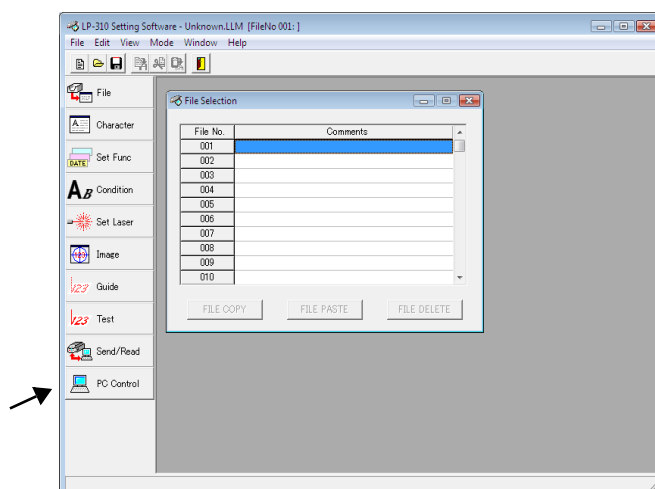 LP-310 Setting Software - Unknown.LLM [FileNo 001: ]
File Edit View Mode Window Help
File
Character
DATE
Set Func
Condition
Set Laser
Image
Guide
Test
Send/Read
PC Control
File Selection
File No. Comments
001
002
003
004
005
006
007
008
009
010
FILE COPY FILE PASTE FILE DELETE